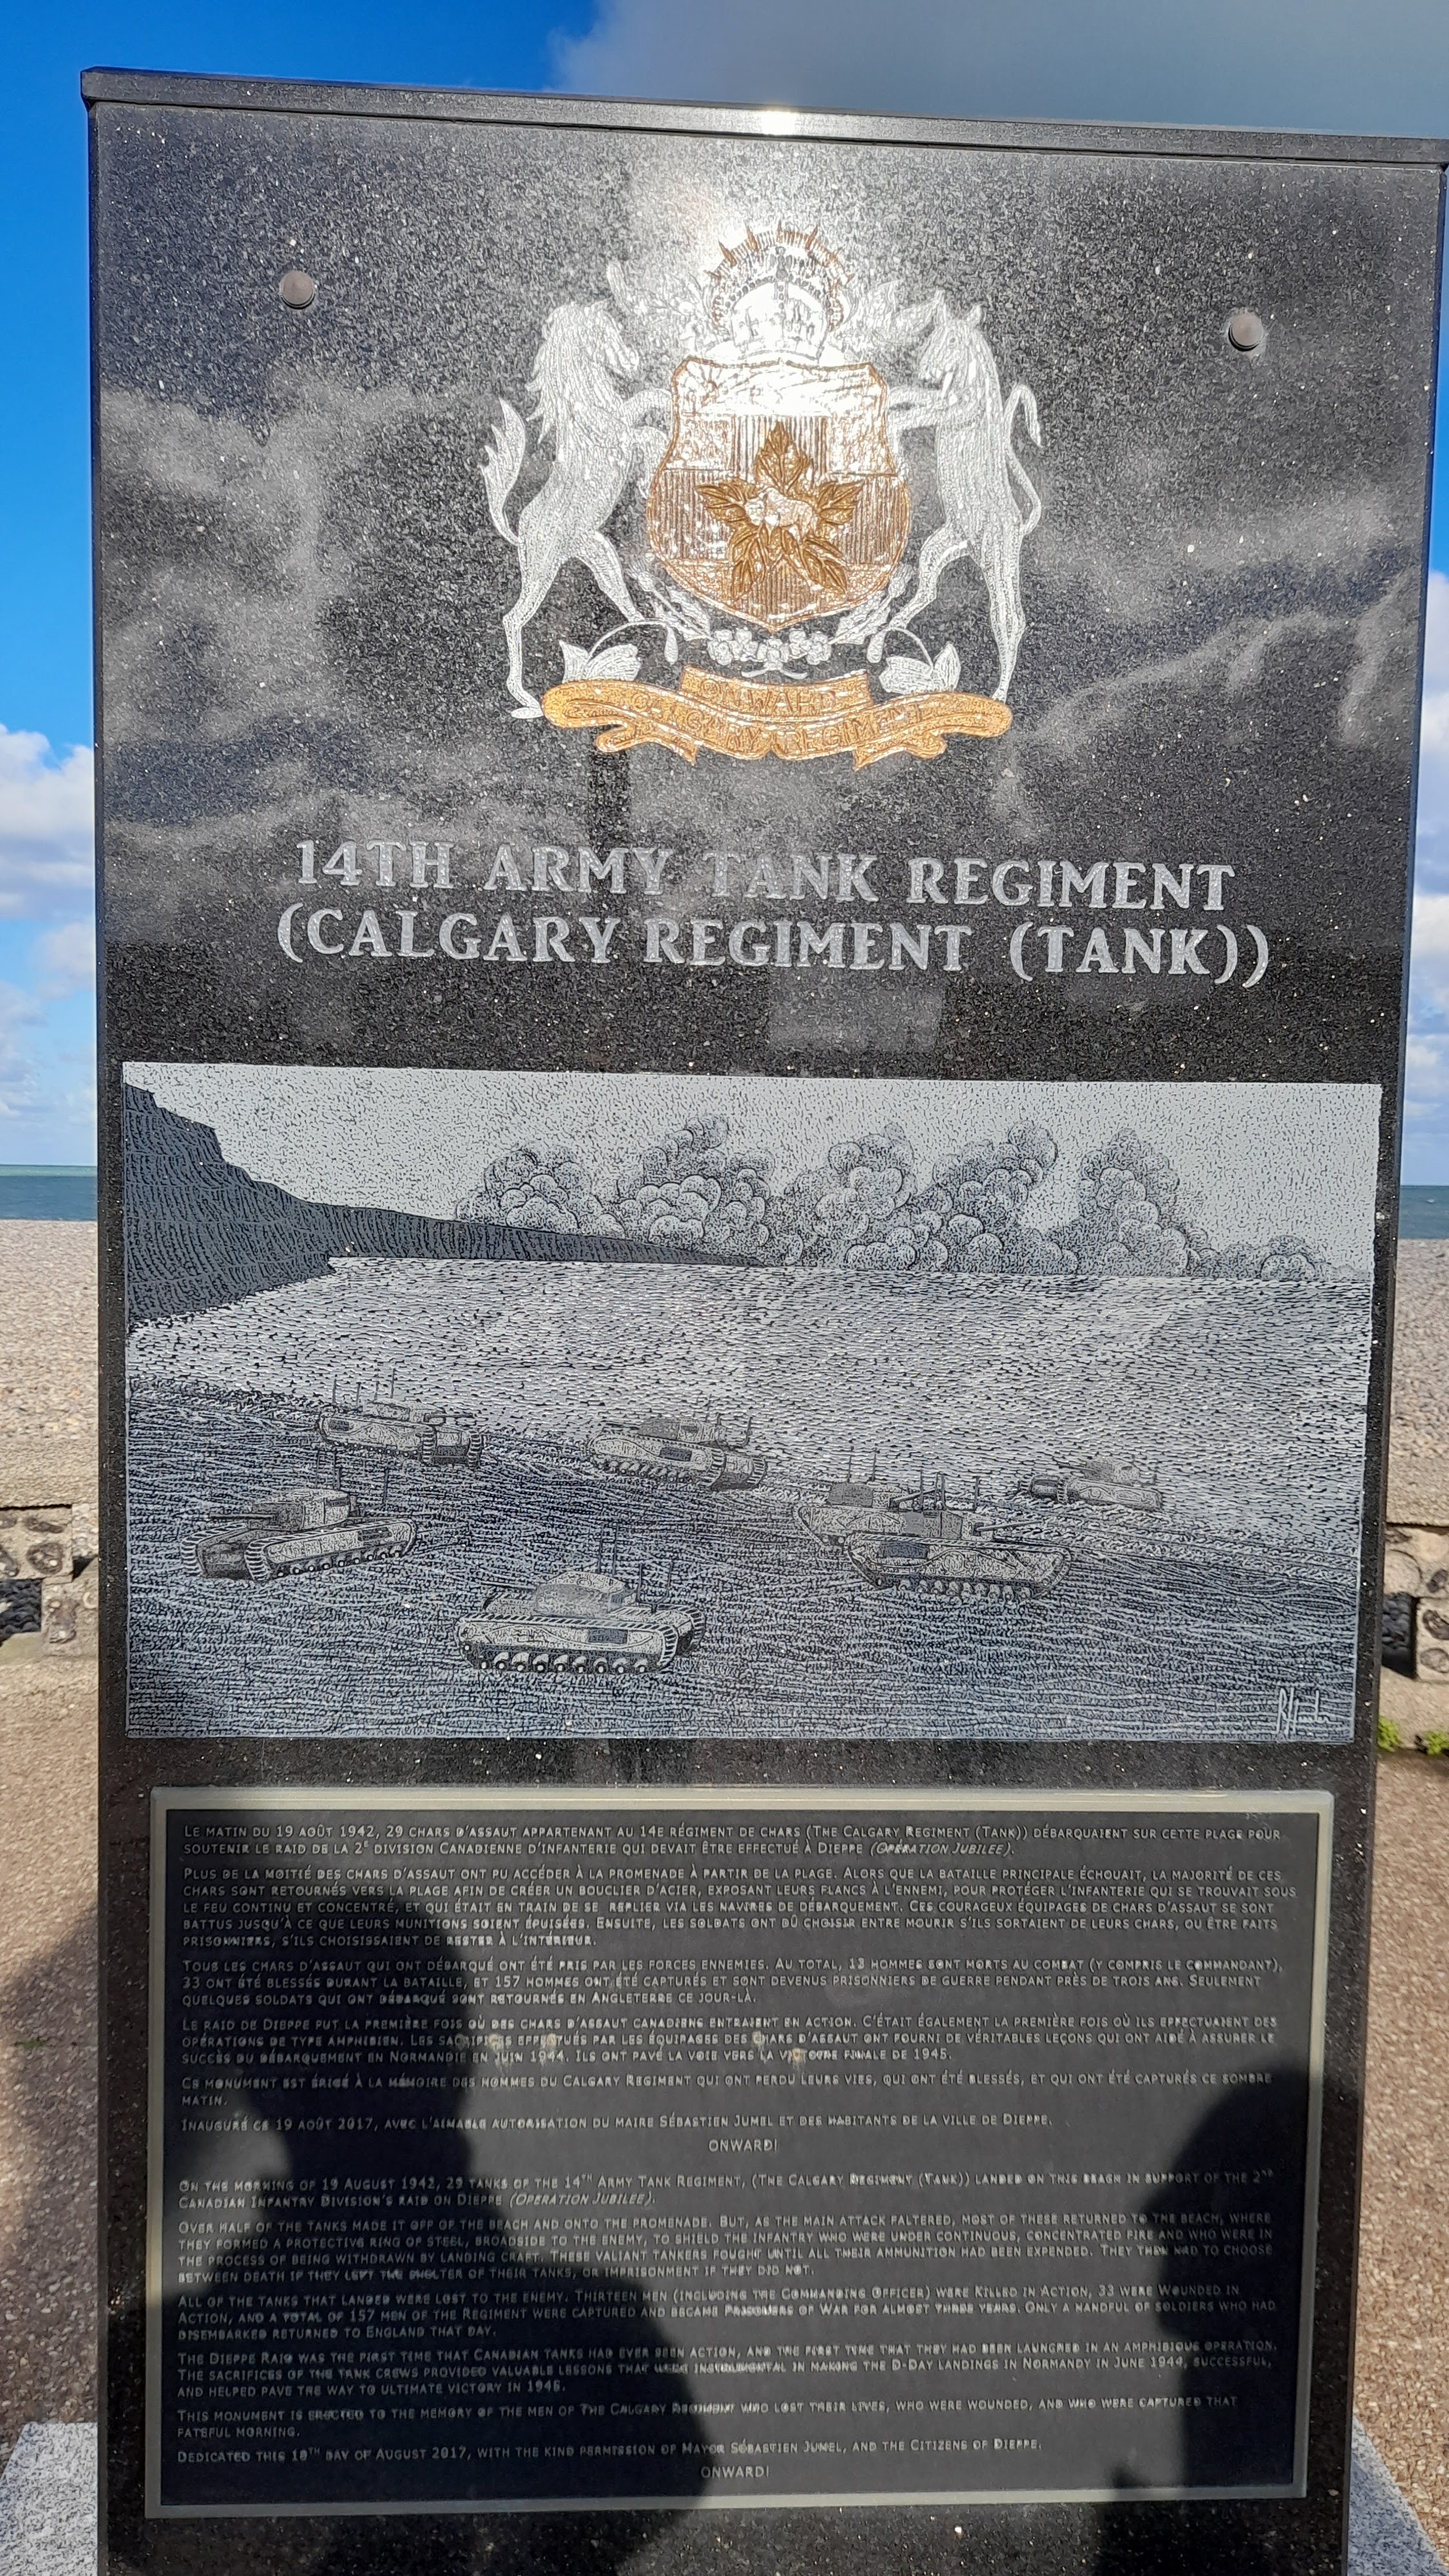 ONWARD
CALGARY REGIMENT
14TH ARMY TANK REGIMENT
(CALGARY REGIMENT (TANK))
LE MATIN DU 19 AOÛT 1942, 29 CHARS D'ASSAUT APPARTENANT AU 14E RÉGIMENT DE CHARS (THE CALGARY REGIMENT (TANK)) DÉBARQUAIENT SUR CETTE PLAGE POUR
SOUTENIR LE RAID DE LA 2E DIVISION CANADIENNE D'INFANTERIE QUI DEVAIT ÊTRE EFFECTUÉ À DIEPPE (OPÉRATION JUBILEE).
PLUS DE LA MOITIÉ DES CHARS D'ASSAUT ONT PU ACCÉDER À LA PROMENADE À PARTIR DE LA PLAGE. ALORS QUE LA BATAILLE PRINCIPALE ÉCHOUAIT, LA MAJORITÉ DE CES
CHARS SONT RETOURNÉS VERS LA PLAGE AFIN DE CRÉER UN BOUCLIER D'ACIER, EXPOSANT LEURS FLANCS À L'ENNEMI, POUR PROTÉGER L'INFANTERIE QUI SE TROUVAIT SOUS
LE FEU CONTINU ET CONCENTRÉ, ET QUI ÉTAIT EN TRAIN DE SE REPLIER VIA LES NAVIRES DE DÉBARQUEMENT. CES COURAGEUX ÉQUIPAGES DE CHARS D'ASSAUT SE SONT
BATTUS JUSQU'À CE QUE LEURS MUNITIONS SOIENT ÉPUISÉES. ENSUITE, LES SOLDATS ONT DÛ CHOISIR ENTRE MOURIR S'ILS SORTAIENT DE LEURS CHARS, OU ÊTRE FAITS
PRISONNIERS, S'ILS CHOISISSAIENT DE RESTER À L'INTÉRIEUR.
TOUS LES CHARS D'ASSAUT QUI ONT DÉBARQUÉ ONT ÉTÉ PRIS PAR LES FORCES ENNEMIES. AU TOTAL, 13 HOMMES SONT MORTS AU COMBAT (Y COMPRIS LE COMMANDANT),
33 ONT ÉTÉ BLESSÉS DURANT LA BATAILLE, ET 157 HOMMES ONT ÉTÉ CAPTURÉS ET SONT DEVENUS PRISONNIERS DE GUERRE PENDANT PRÈS DE TROIS ANS. SEULEMENT
QUELQUES SOLDATS QUI ONT DÉBARQUÉ SONT RETOURNÉS EN ANGLETERRE CE JOUR-LÀ.
LE RAID DE DIEPPE FUT LA PREMIÈRE FOIS OÙ DES CHARS D'ASSAUT CANADIENS ENTRAIENT EN ACTION. C'ÉTAIT ÉGALEMENT LA PREMIÈRE FOIS OÙ ILS EFFECTUAIENT DES
OPÉRATIONS DE TYPE AMPHIBIEN. LES SACRIFICES EFFECTUÉS PAR LES ÉQUIPAGES DES CHARS D'ASSAUT ONT FOURNI DE VÉRITABLES LEÇONS QUI ONT AIDÉ À ASSURER LE
SUCCÈS DU DÉBARQUEMENT EN NORMANDIE EN JUIN 1944. ILS ONT PAVÉ LA VOIE VERS LA VICTOIRE FINALE DE 1945.
CE MONUMENT EST ÉRIGÉ À LA MÉMOIRE DES HOMMES DU CALGARY REGIMENT QUI ONT PERDU LEURS VIES, QUI ONT ÉTÉ BLESSÉS, ET QUI ONT ÉTÉ CAPTURÉS CE SOMBRE
MATIN.
INAUGURÉ CE 19 AOÛT 2017, AVEC L'AIMABLE AUTORISATION DU MAIRE SÉBASTIEN JUMEL ET DES HABITANTS DE LA VILLE DE DIEPPE.
ONWARD!
ON THE MORNING OF 19 AUGUST 1942, 29 TANKS OF THE 14TH ARMY TANK REGIMENT, (THE CALGARY REGIMENT (TANK)) LANDED ON THIS BEACH IN SUPPORT OF THE 2ND
CANADIAN INFANTRY DIVISION'S RAID ON DIEPPE (OPERATION JUBILEE).
OVER HALF OF THE TANKS MADE IT OFF OF THE BEACH AND ONTO THE PROMENADE. BUT, AS THE MAIN ATTACK FALTERED, MOST OF THESE RETURNED TO THE BEACH, WHERE
THEY FORMED A PROTECTIVE RING OF STEEL, BROADSIDE TO THE ENEMY, TO SHIELD THE INFANTRY WHO WERE UNDER CONTINUOUS, CONCENTRATED FIRE AND WHO WERE IN
THE PROCESS OF BEING WITHDRAWN BY LANDING CRAFT. THESE VALIANT TANKERS FOUGHT UNTIL ALL THEIR AMMUNITION HAD BEEN EXPENDED. THEY THEN HAD TO CHOOSE
BETWEEN DEATH IF THEY LEFT THE SHELTER OF THEIR TANKS, OR IMPRISONMENT IF THEY DID NOT.
ALL OF THE TANKS THAT LANDED WERE LOST TO THE ENEMY. THIRTEEN MEN (INCLUDING THE COMMANDING OFFICER) WERE KILLED IN ACTION, 33 WERE WOUNDED IN
ACTION, AND A TOTAL OF 157 MEN OF THE REGIMENT WERE CAPTURED AND BECAME PRISONERS OF WAR FOR ALMOST THREE YEARS. ONLY A HANDFUL OF SOLDIERS WHO HAD
DISEMBARKED RETURNED TO ENGLAND THAT DAY.
THE DIEPPE RAID WAS THE FIRST TIME THAT CANADIAN TANKS HAD EVER SEEN ACTION, AND THE FIRST TIME THAT THEY HAD BEEN LAUNCHED IN AN AMPHIBIOUS OPERATION.
THE SACRIFICES OF THE TANK CREWS PROVIDED VALUABLE LESSONS THAT WERE INSTRUMENTAL IN MAKING THE D-DAY LANDINGS IN NORMANDY IN JUNE 1944, SUCCESSFUL,
AND HELPED PAVE THE WAY TO ULTIMATE VICTORY IN 1945.
THIS MONUMENT IS ERECTED TO THE MEMORY OF THE MEN OF THE CALGARY REGIMENT WHO LOST THEIR LIVES, WHO WERE WOUNDED, AND WHO WERE CAPTURED THAT
FATEFUL MORNING.
DEDICATED THIS 19TH DAY OF AUGUST 2017, WITH THE KIND PERMISSION OF MAYOR SÉBASTIEN JUMEL, AND THE CITIZENS OF DIEPPE.
ONWARD!